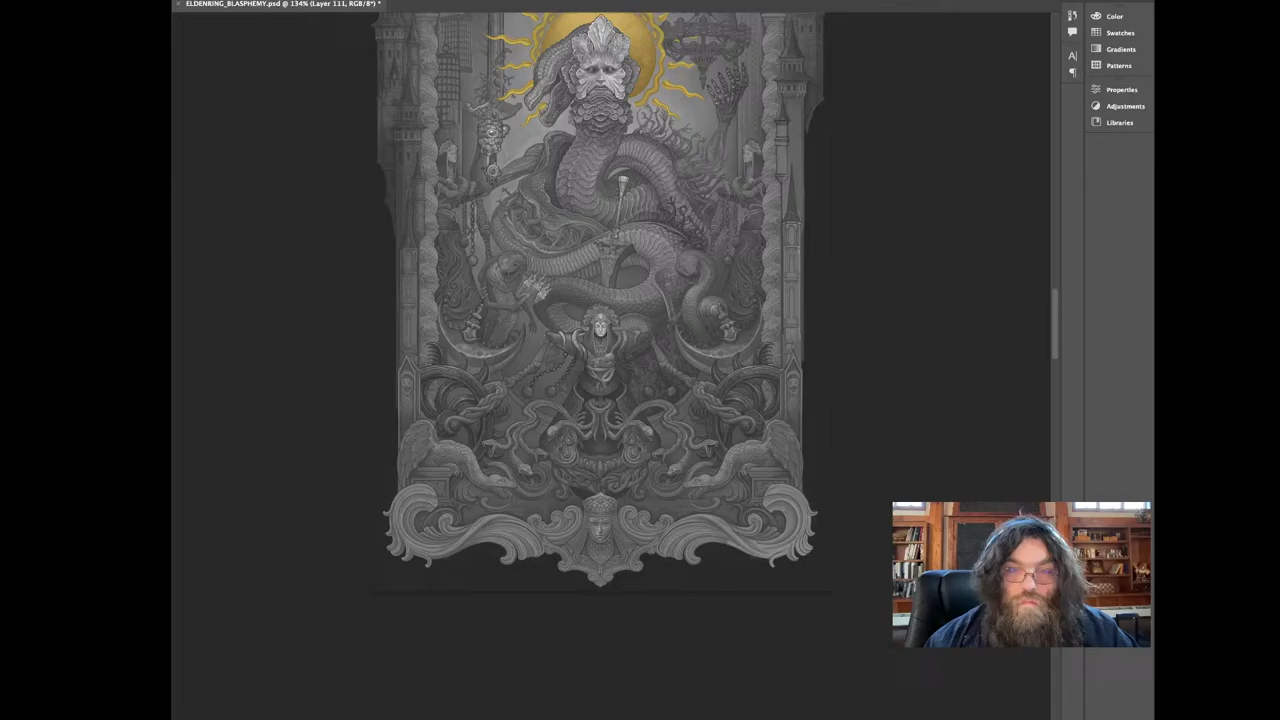 ELDENRING_BLASPHEMY.psd @ 134% (Layer 111, RGB/8*) *
Color
Swatches
Gradients
Patterns
Properties
Adjustments
Libraries